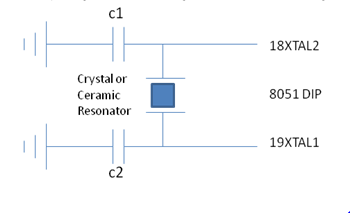 c1
18XTAL2
Crystal or
Ceramic
Resonator
8051 DIP
19XTAL1
c2